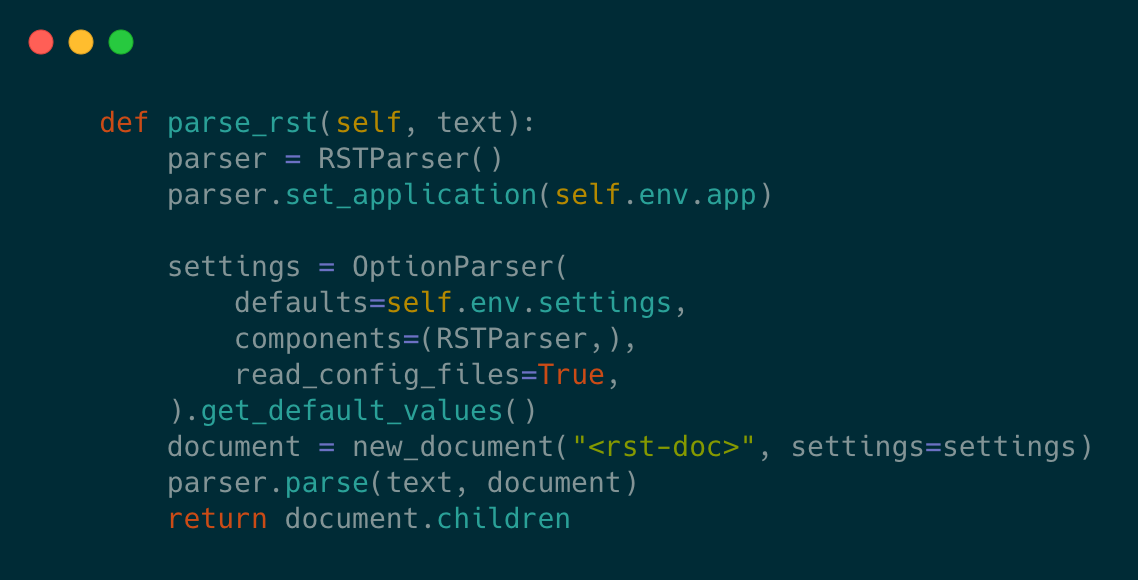 def parse_rst(self, text):
    parser = RSTParser()
    parser.set_application(self.env.app)

    settings = OptionParser(
        defaults=self.env.settings,
        components=(RSTParser,),
        read_config_files=True,
    ).get_default_values()
    document = new_document("<rst-doc>", settings=settings)
    parser.parse(text, document)
    return document.children